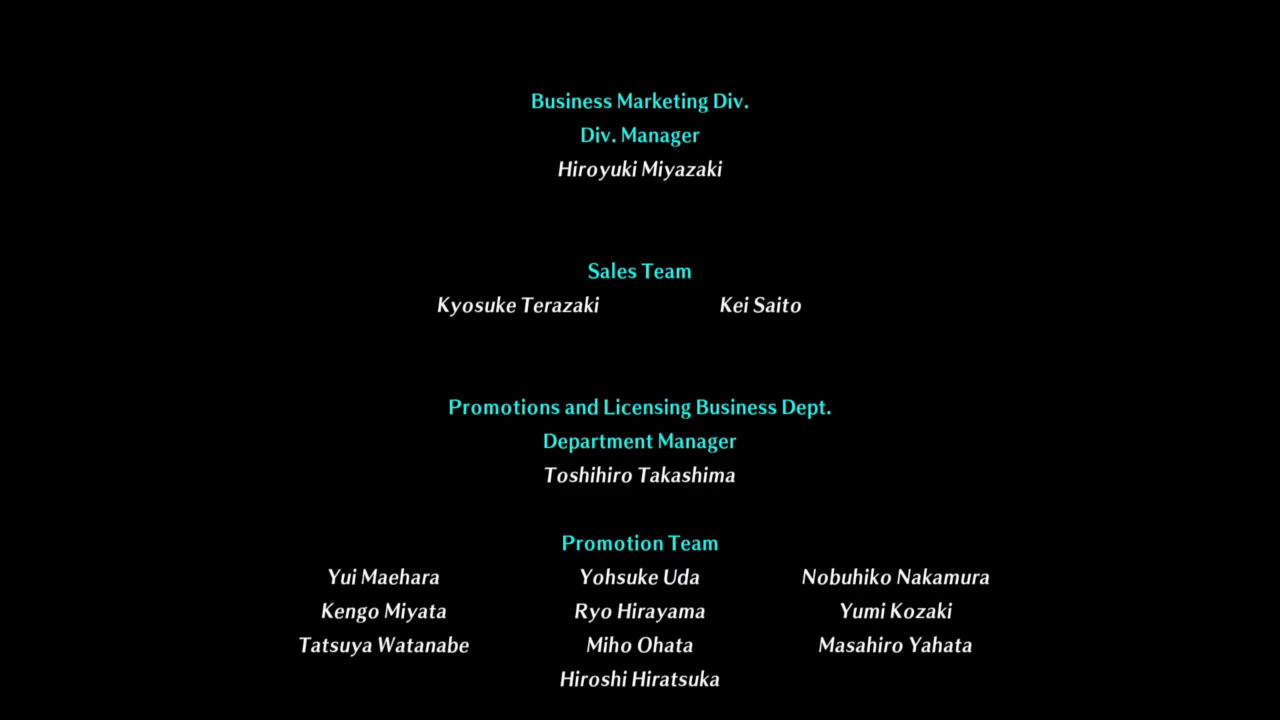 Business Marketing Div.
Div. Manager
Hiroyuki Miyazaki
Sales Team
Kyosuke Terazaki Kei Saito
Promotions and Licensing Business Dept.
Department Manager
Toshihiro Takashima
Promotion Team
Yui Maehara Yohsuke Uda Nobuhiko Nakamura
Kengo Miyata Ryo Hirayama Yumi Kozaki
Tatsuya Watanabe Miho Ohata Masahiro Yahata
Hiroshi Hiratsuka